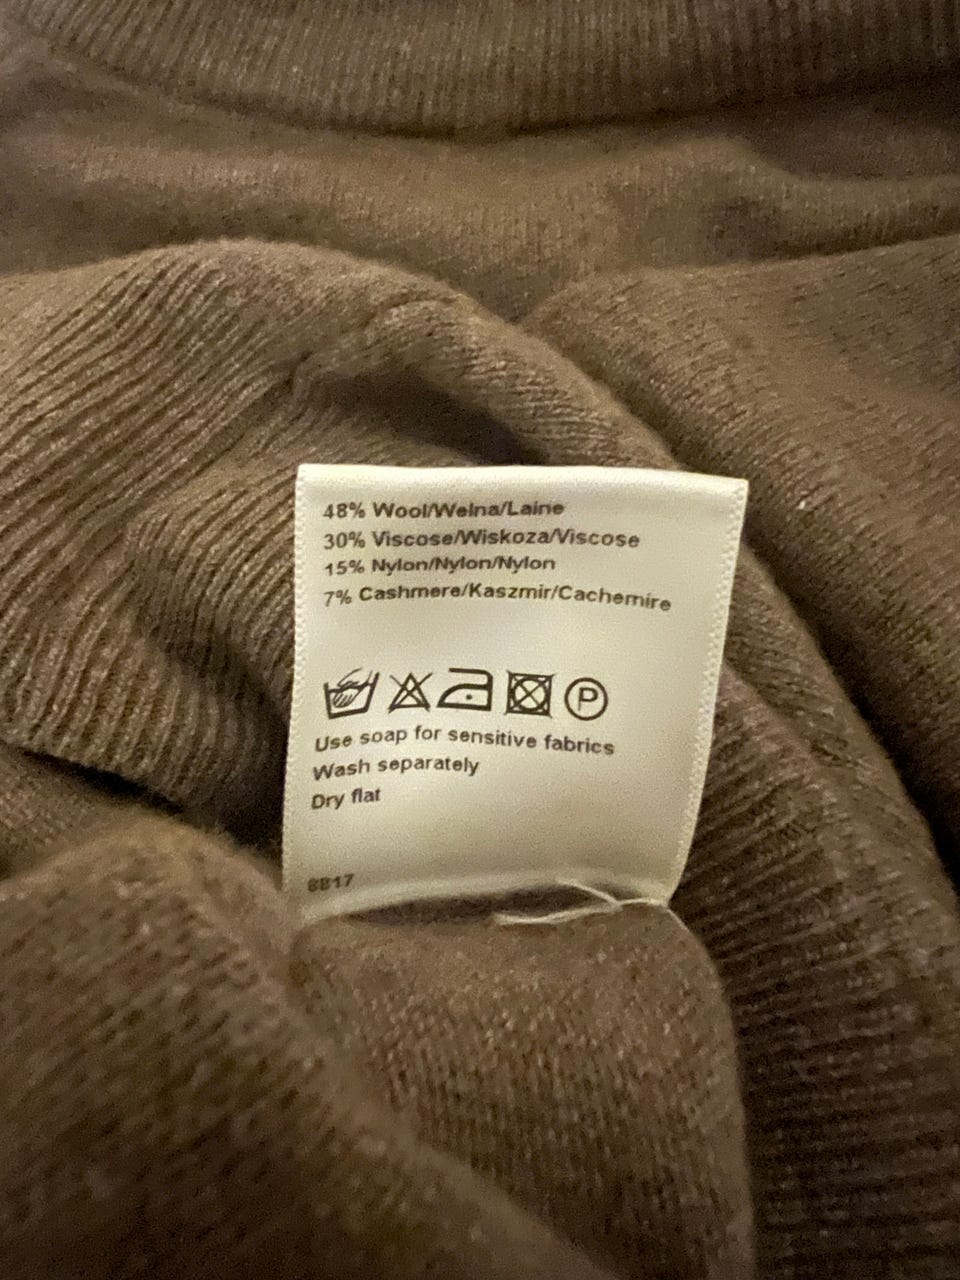 48% Wool/Wełna/Laine
30% Viscose/Wiskoza/Viscose
15% Nylon/Nylon/Nylon
7% Cashmere/Kaszmir/Cachemire
P
Use soap for sensitive fabrics
Wash separately
Dry flat
8817